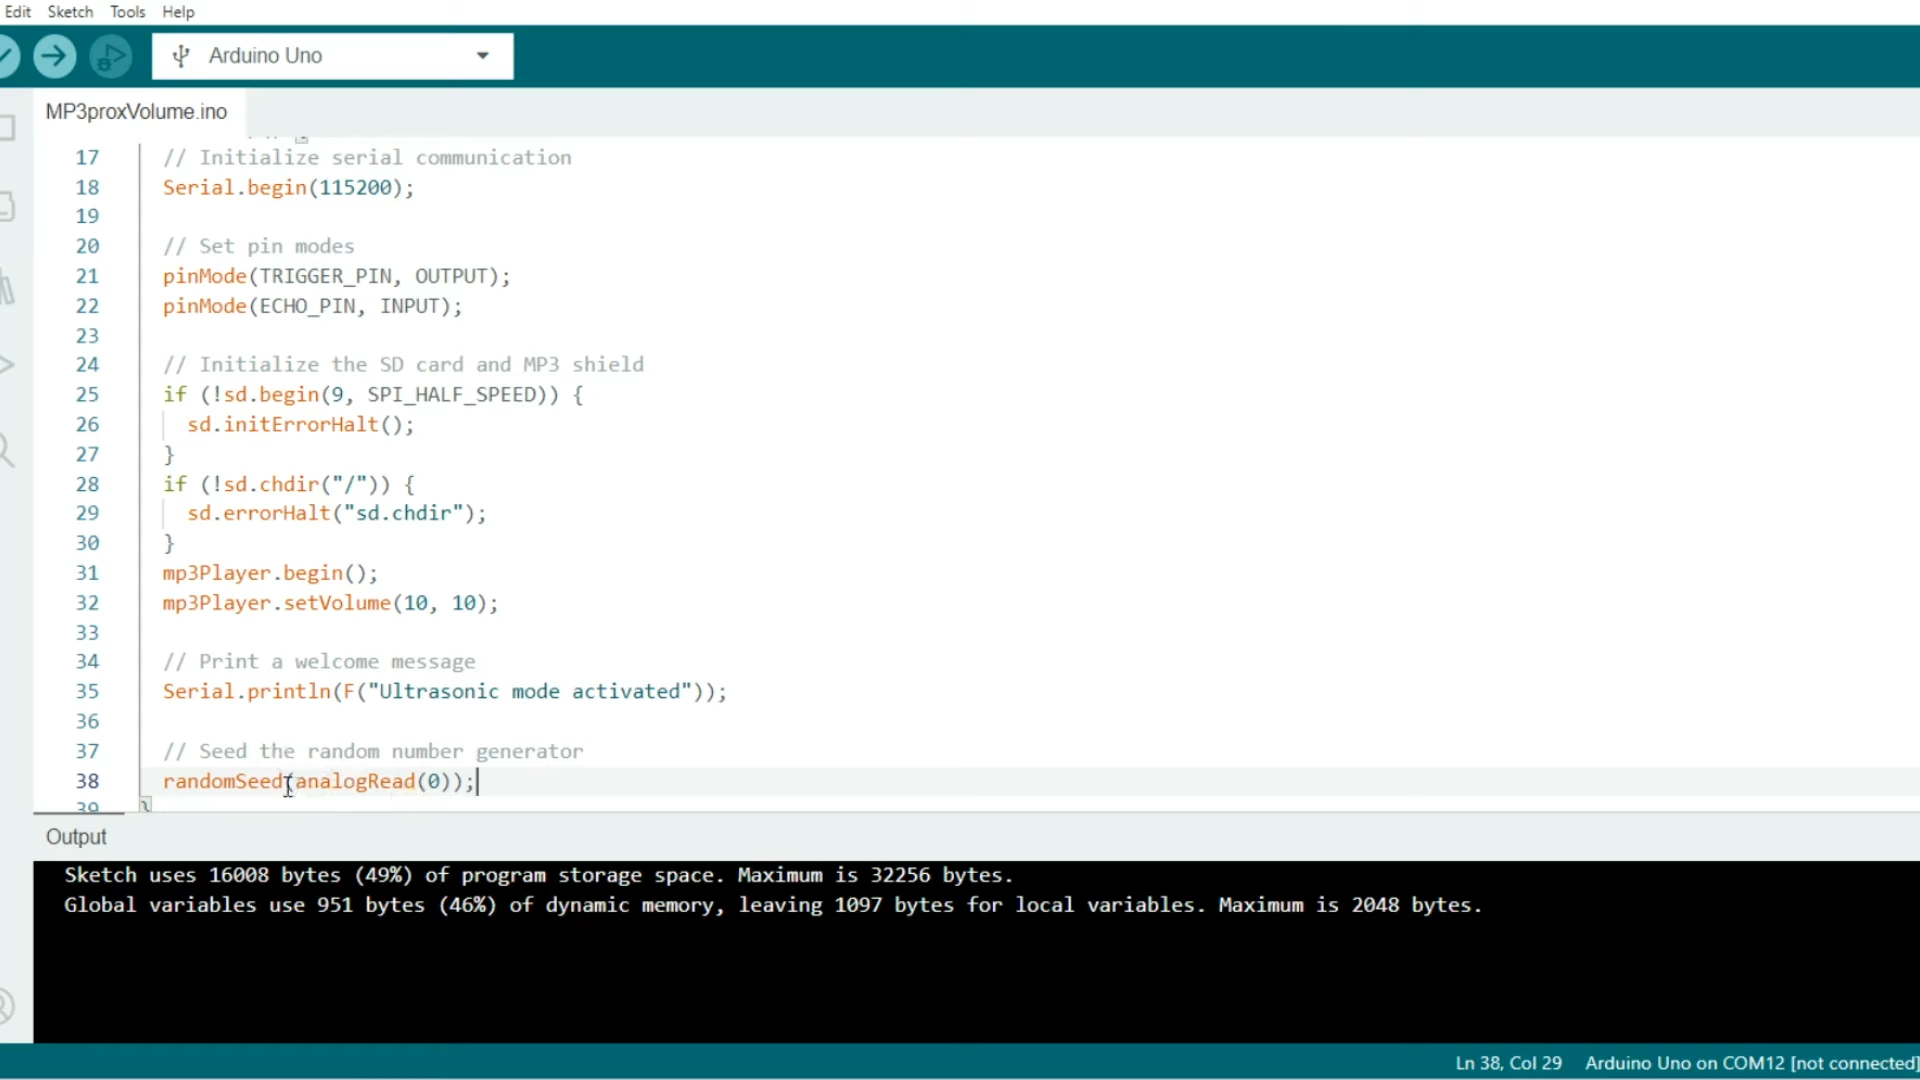 Edit Sketch Tools Help
Arduino Uno
MP3proxVolume.ino
17 // Initialize serial communication
18 Serial.begin(115200);
19
20 // Set pin modes
21 pinMode(TRIGGER_PIN, OUTPUT);
22 pinMode(ECHO_PIN, INPUT);
23
24 // Initialize the SD card and MP3 shield
25 if (!sd.begin(9, SPI_HALF_SPEED)) {
26 sd.initErrorHalt();
27 }
28 if (!sd.chdir("/")) {
29 sd.errorHalt("sd.chdir");
30 }
31 mp3Player.begin();
32 mp3Player.setVolume(10, 10);
33
34 // Print a welcome message
35 Serial.println(F("Ultrasonic mode activated"));
36
37 // Seed the random number generator
38 randomSeed(analogRead(0));
39 }
Output
Sketch uses 16008 bytes (49%) of program storage space. Maximum is 32256 bytes.
Global variables use 951 bytes (46%) of dynamic memory, leaving 1097 bytes for local variables. Maximum is 2048 bytes.
Ln 38, Col 29 Arduino Uno on COM12 [not connected]